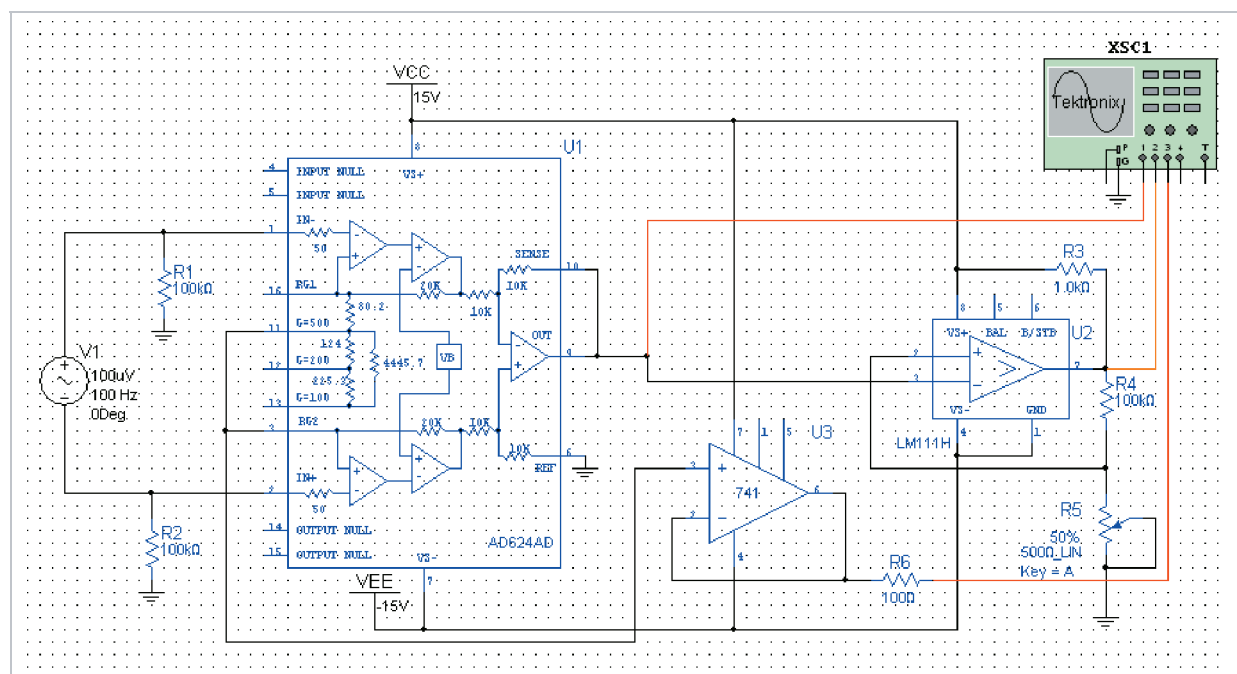 XSC1
Tektronix
P
G
1 2 3 4 T
VCC
15V
8
VS+
U1
4 INPUT NULL
5 INPUT NULL
IN-
1
50
16 RG1
80.2
11 G=500
124
12 G=200
4445.7
225.3
13 G=100
3 RG2
20K
10K
SENSE
10
10K
OUT
9
VB
20K
10K
10K
6
REF
IN+
2
50
14 OUTPUT NULL
15 OUTPUT NULL
VS-
7
AD624AD
VEE
-15V
R1
100kΩ
V1
100uV
100 Hz
0Deg
R2
100kΩ
R3
1.0kΩ
8 5 6
VS+ BAL B/STB
U2
2
3
7
VS- GND
4 1
LM111H
R4
100kΩ
U3
7 1 5
3
741
6
2
4
R5
50%
500Ω_LIN
Key = A
R6
100Ω